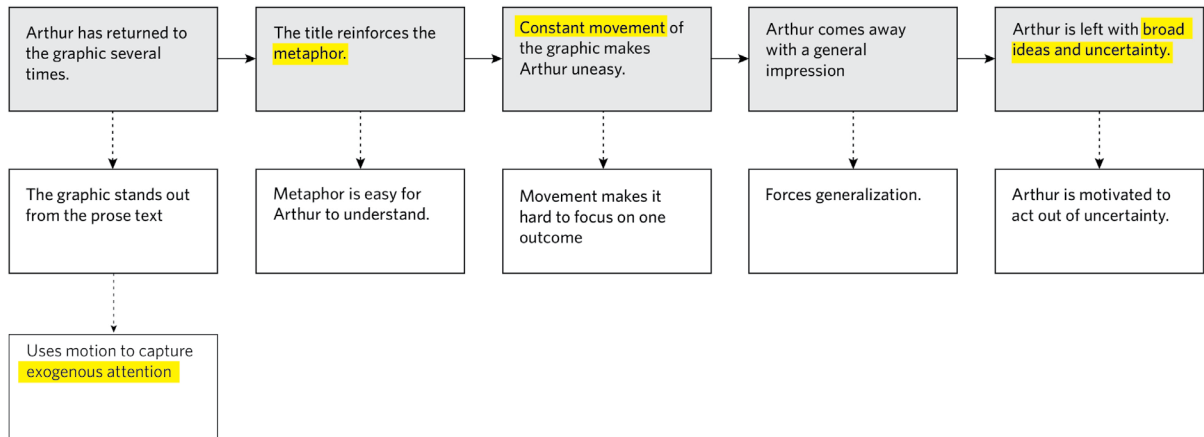 Arthur has returned to
the graphic several
times.
The title reinforces the
metaphor.
Constant movement of
the graphic makes
Arthur uneasy.
Arthur comes away
with a general
impression
Arthur is left with broad
ideas and uncertainty.
The graphic stands out
from the prose text
Metaphor is easy for
Arthur to understand.
Movement makes it
hard to focus on one
outcome
Forces generalization.
Arthur is motivated to
act out of uncertainty.
Uses motion to capture
exogenous attention